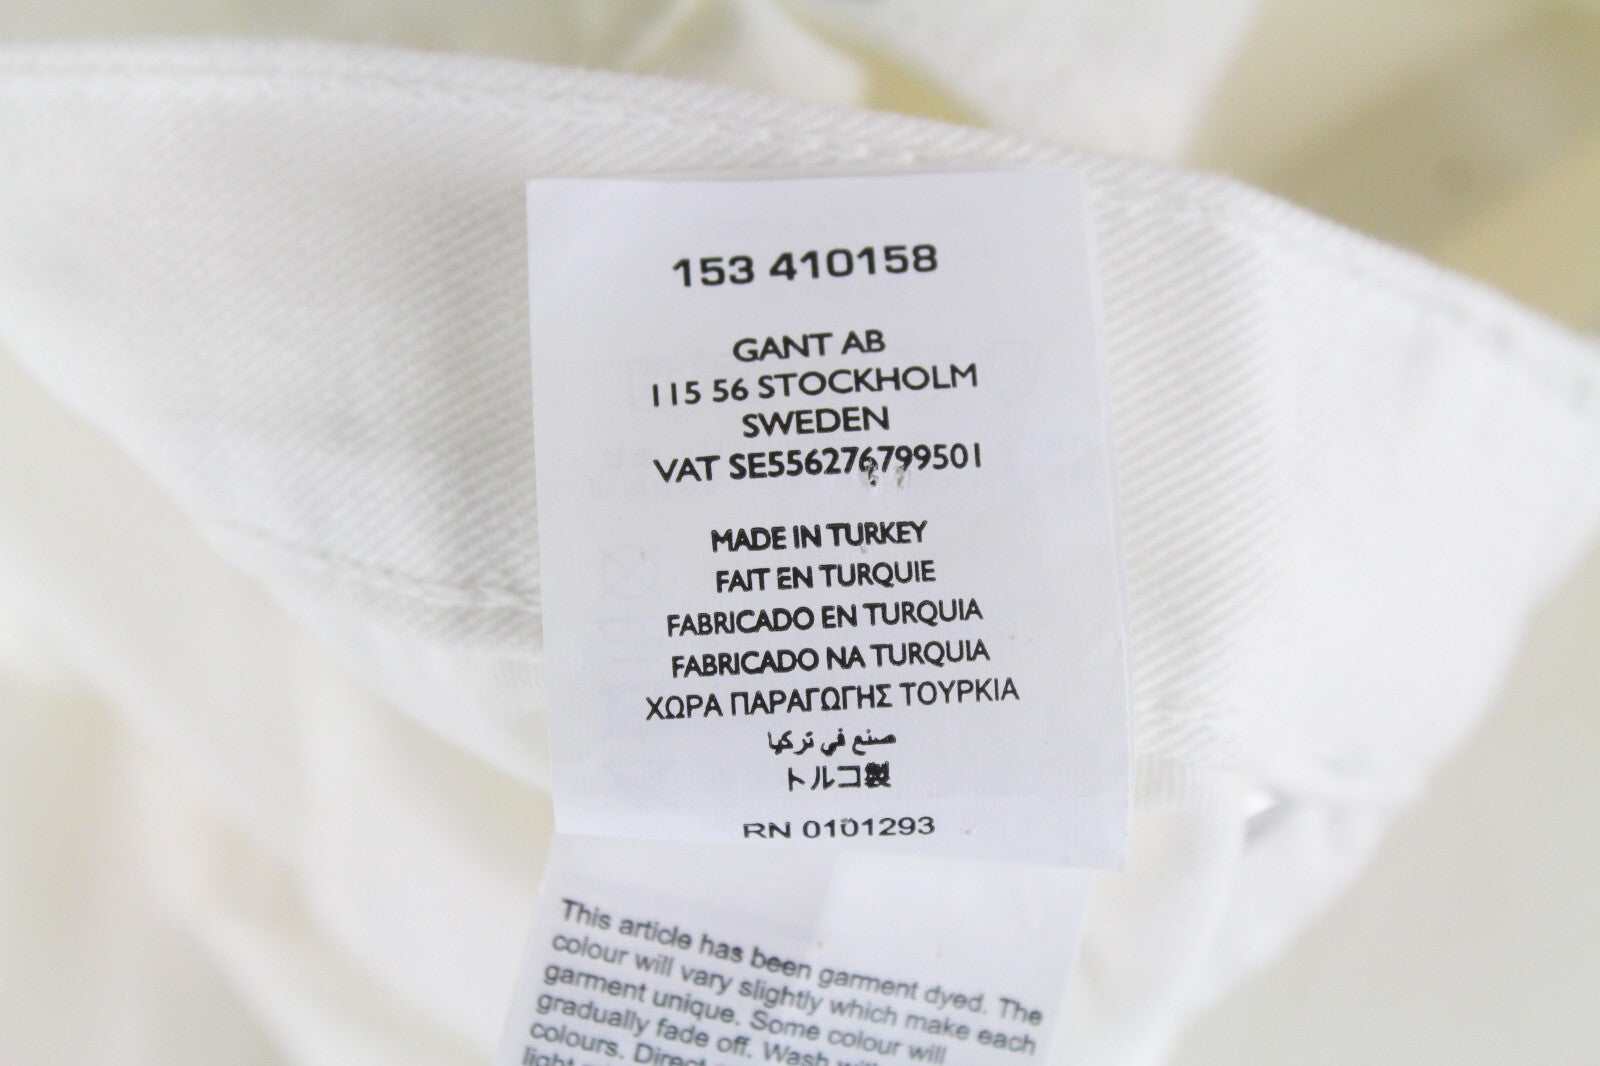 153 410158
GANT AB
115 56 STOCKHOLM
SWEDEN
VAT SE556276799501
MADE IN TURKEY
FAIT EN TURQUIE
FABRICADO EN TURQUIA
FABRICADO NA TURQUIA
ΧΩΡΑ ΠΑΡΑΓΩΓΗΣ ΤΟΥΡΚΙΑ
صنع في تركيا
トルコ製
RN 0101293
This article has been garment dyed. The
colour will vary slightly which make each
garment unique. Some colour will
gradually fade off. Wash with
colours. Direct
light